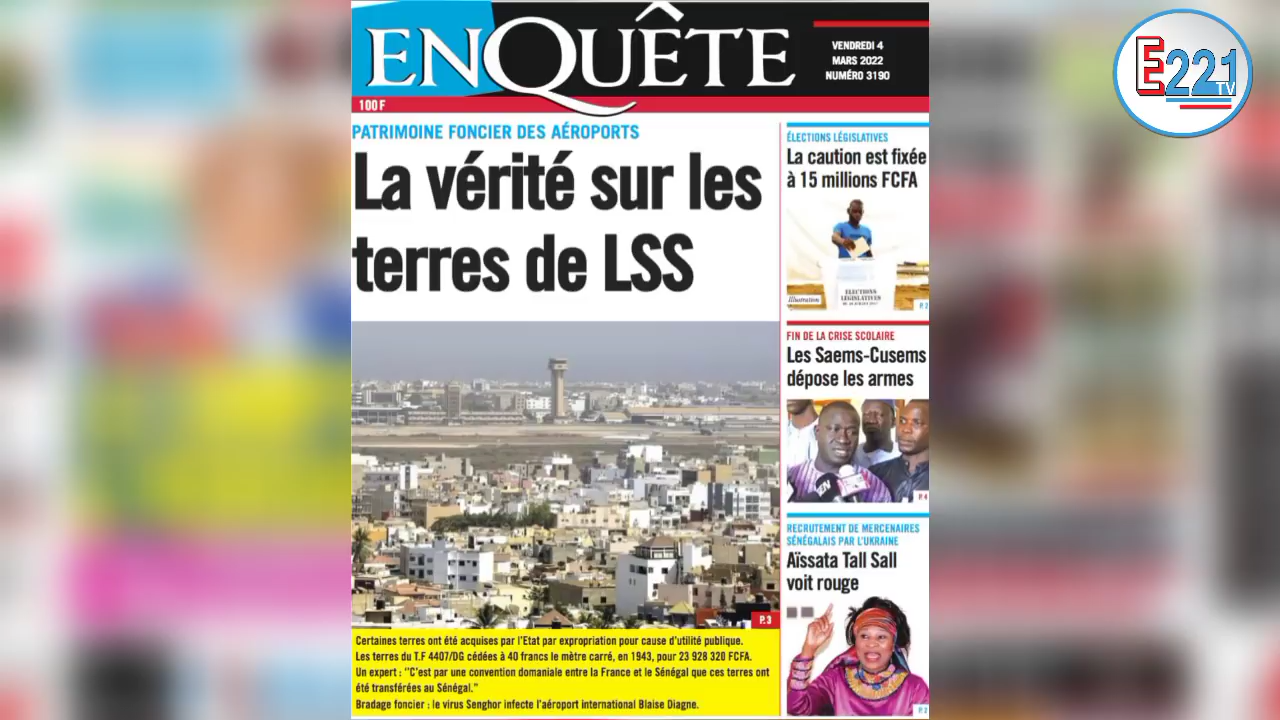 ENQUÊTE
VENDREDI 4
MARS 2022
NUMÉRO 3190
100 F
PATRIMOINE FONCIER DES AÉROPORTS
La vérité sur les
terres de LSS
P.3
Certaines terres ont été acquises par l'Etat par expropriation pour cause d'utilité publique.
Les terres du T.F 4407/DG cédées à 40 francs le mètre carré, en 1943, pour 23 928 320 FCFA.
Un expert : "C'est par une convention domaniale entre la France et le Sénégal que ces terres ont
été transférées au Sénégal."
Bradage foncier : le virus Senghor infecte l'aéroport international Blaise Diagne.
ÉLECTIONS LÉGISLATIVES
La caution est fixée
à 15 millions FCFA
ELECTIONS
LEGISLATIVES
Illustration
P. 2
FIN DE LA CRISE SCOLAIRE
Les Saems-Cusems
dépose les armes
P. 4
RECRUTEMENT DE MERCENAIRES
SÉNÉGALAIS PAR L'UKRAINE
Aïssata Tall Sall
voit rouge
P. 2
E221
TV